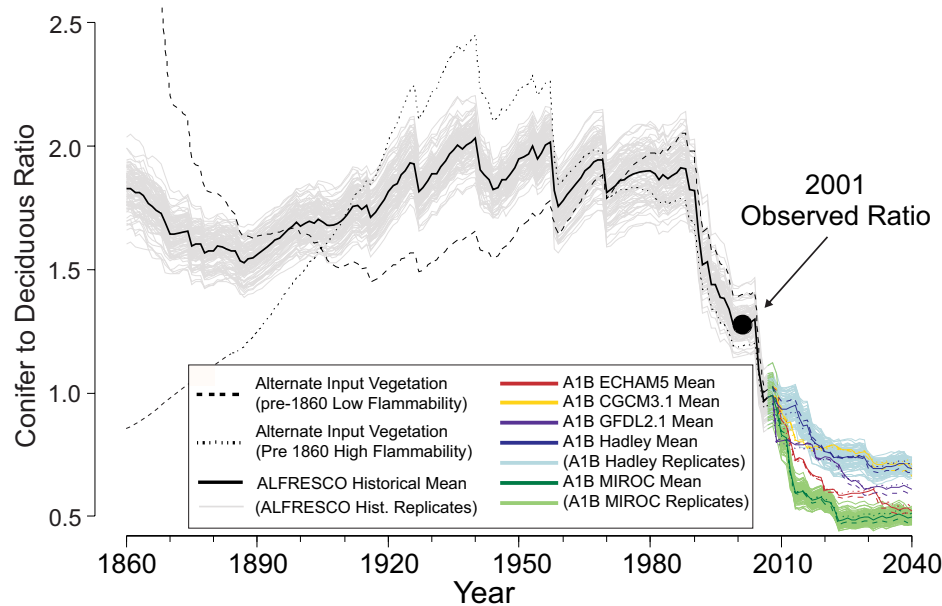 2.5
2.0
1.5
1.0
0.5
Conifer to Deciduous Ratio
2001
Observed Ratio
Alternate Input Vegetation
(pre-1860 Low Flammability)
Alternate Input Vegetation
(Pre 1860 High Flammability)
ALFRESCO Historical Mean
(ALFRESCO Hist. Replicates)
A1B ECHAM5 Mean
A1B CGCM3.1 Mean
A1B GFDL2.1 Mean
A1B Hadley Mean
(A1B Hadley Replicates)
A1B MIROC Mean
(A1B MIROC Replicates)
1860 1890 1920 1950 1980 2010 2040
Year